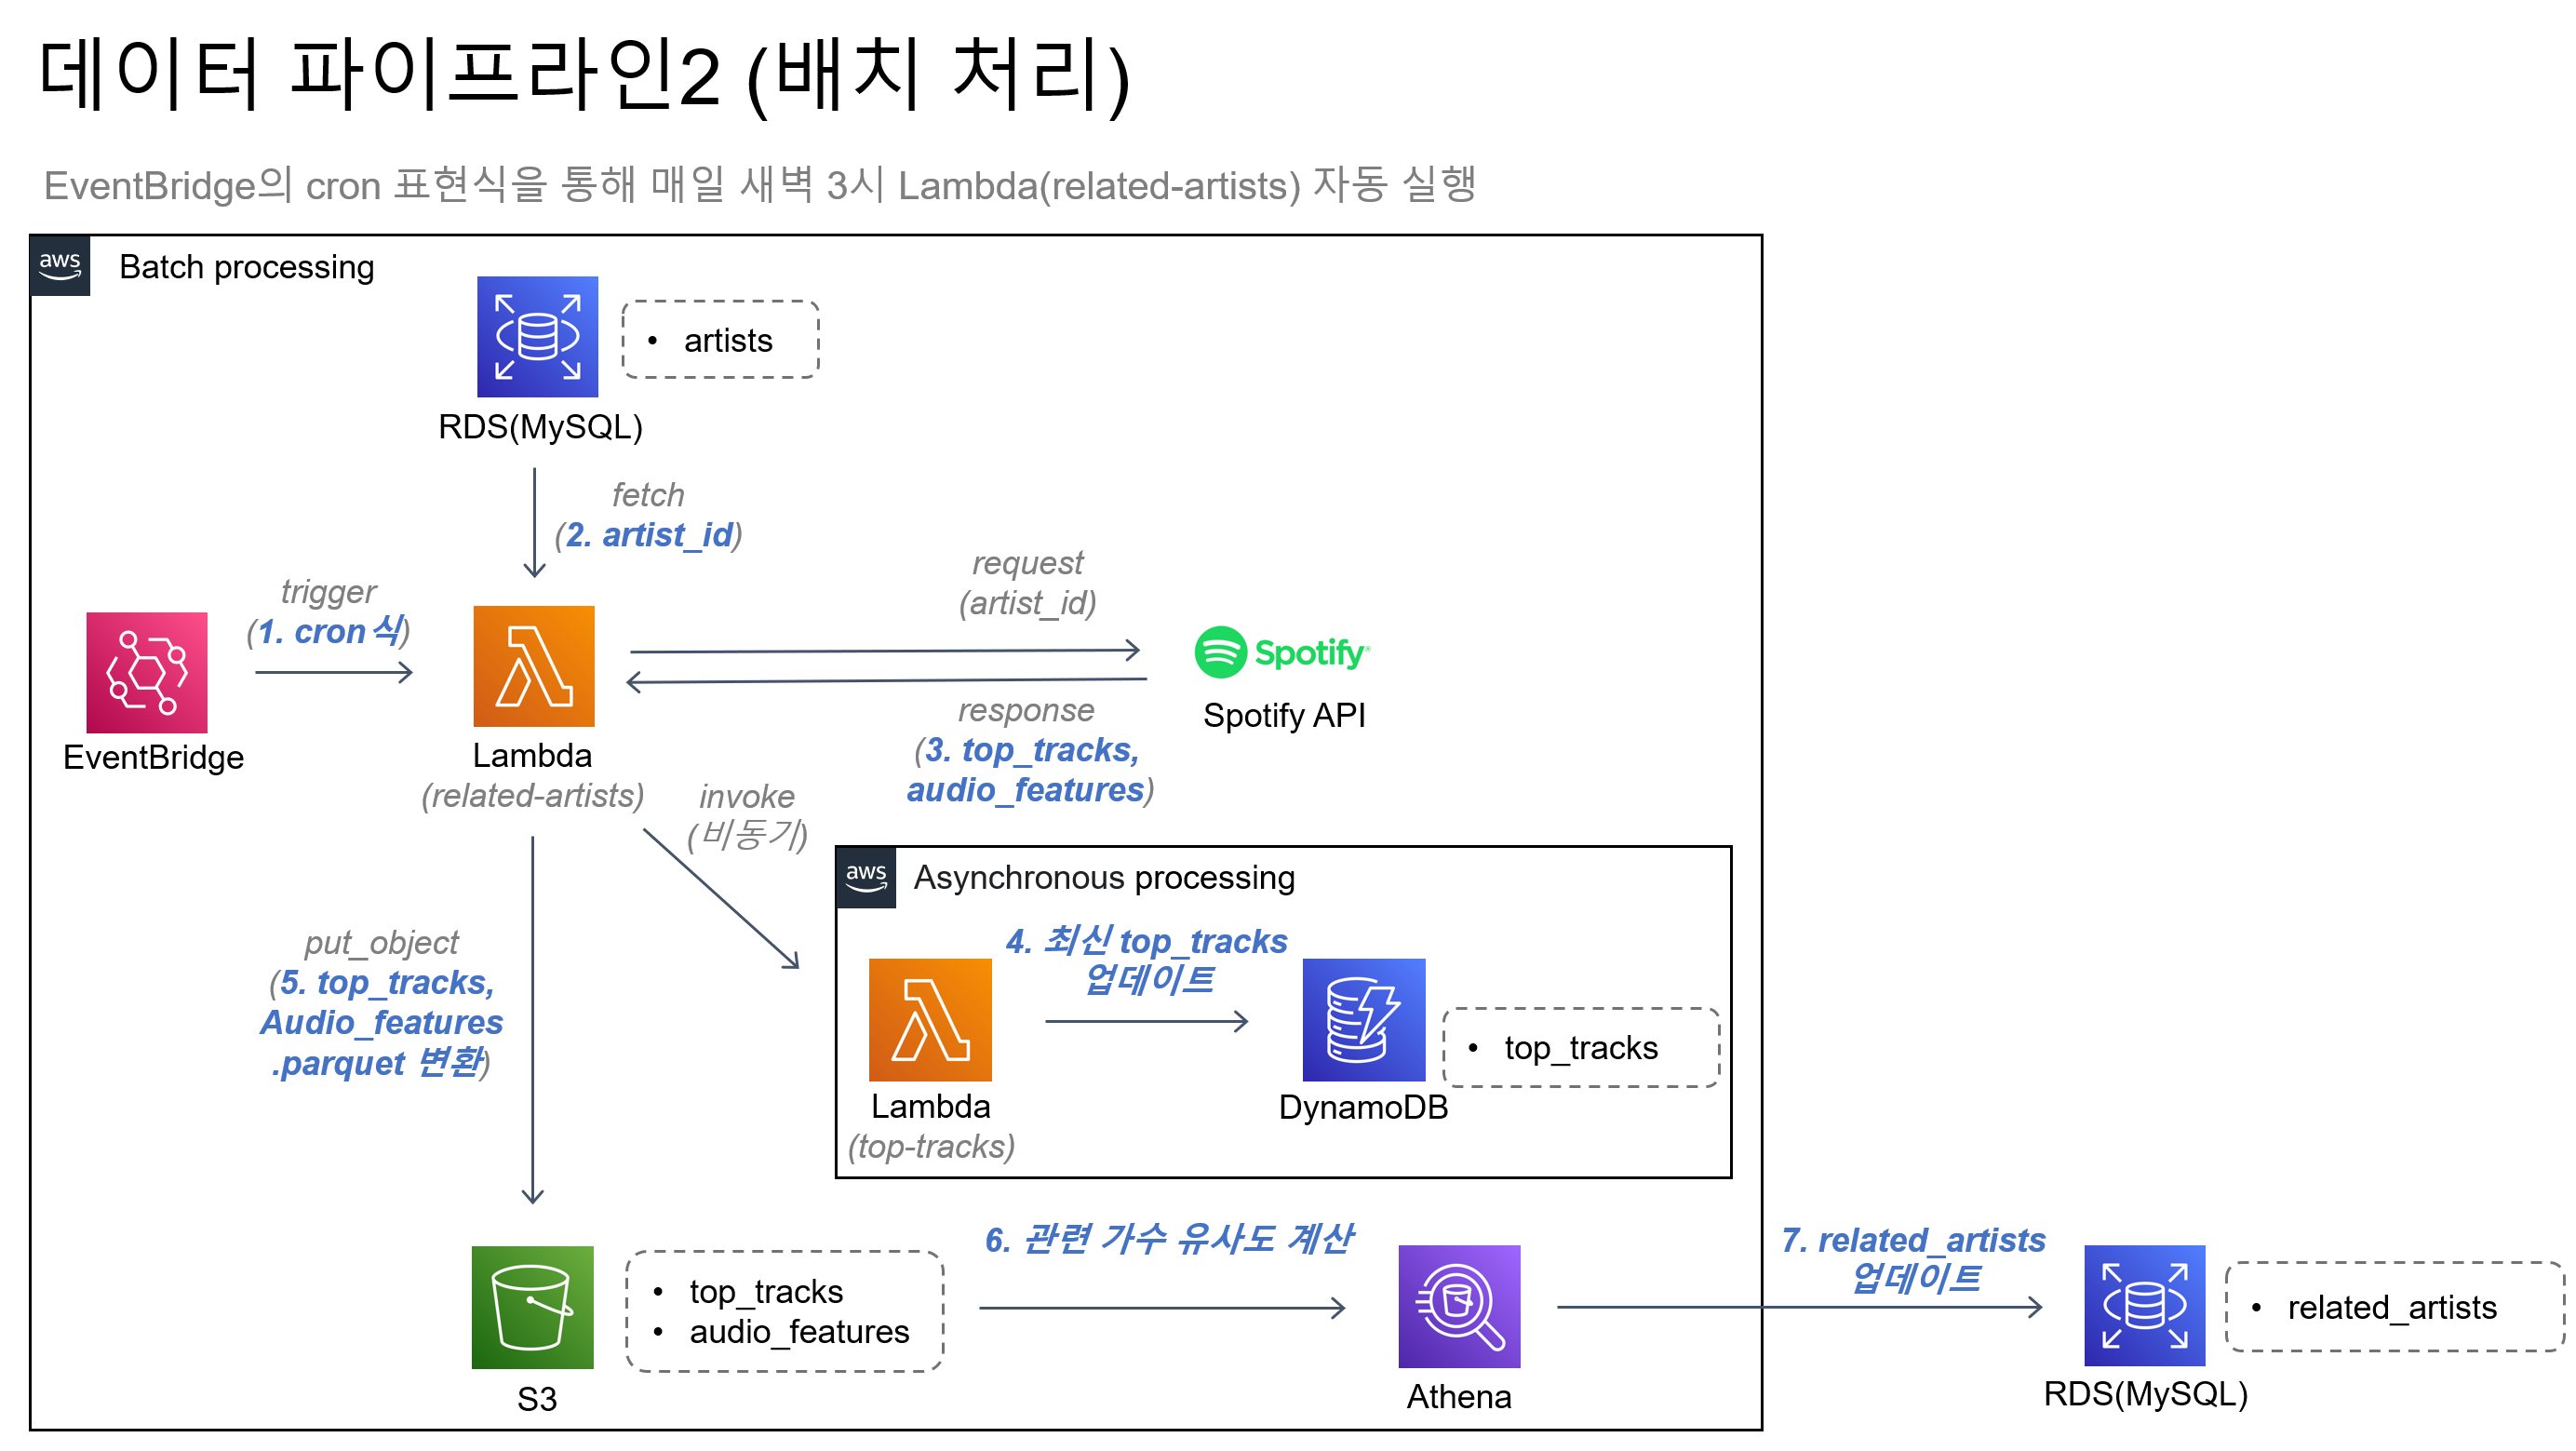 데이터 파이프라인2 (배치 처리)
EventBridge의 cron 표현식을 통해 매일 새벽 3시 Lambda(related-artists) 자동 실행
aws
Batch processing
• artists
RDS(MySQL)
fetch
(2. artist_id)
trigger
(1. cron식)
EventBridge
Lambda
(related-artists)
request
(artist_id)
Spotify
Spotify API
response
(3. top_tracks,
audio_features)
invoke
(비동기)
aws
Asynchronous processing
4. 최신 top_tracks
업데이트
Lambda
(top-tracks)
DynamoDB
• top_tracks
put_object
(5. top_tracks,
Audio_features
.parquet 변환)
S3
• top_tracks
• audio_features
6. 관련 가수 유사도 계산
Athena
7. related_artists
업데이트
RDS(MySQL)
• related_artists